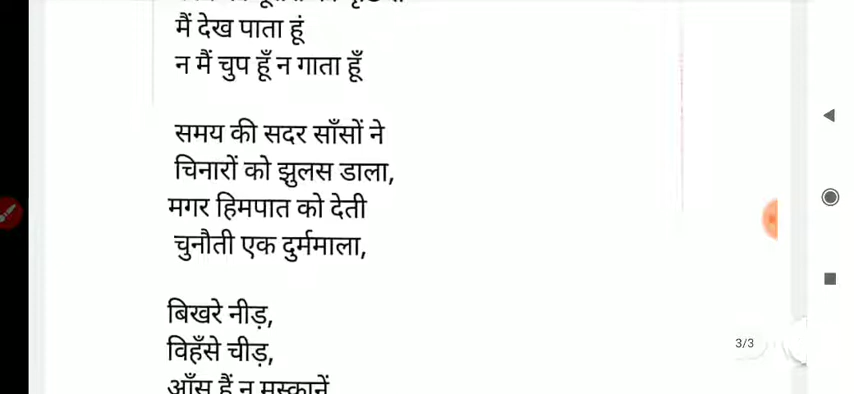 मैं देख पाता हूं
न मैं चुप हूँ न गाता हूँ
समय की सदर साँसों ने
चिनारों को झुलस डाला,
मगर हिमपात को देती
चुनौती एक दुर्ममाला,
बिखरे नीड़,
विहँसे चीड़,
3/3
आँसू हैं न मुस्कानें